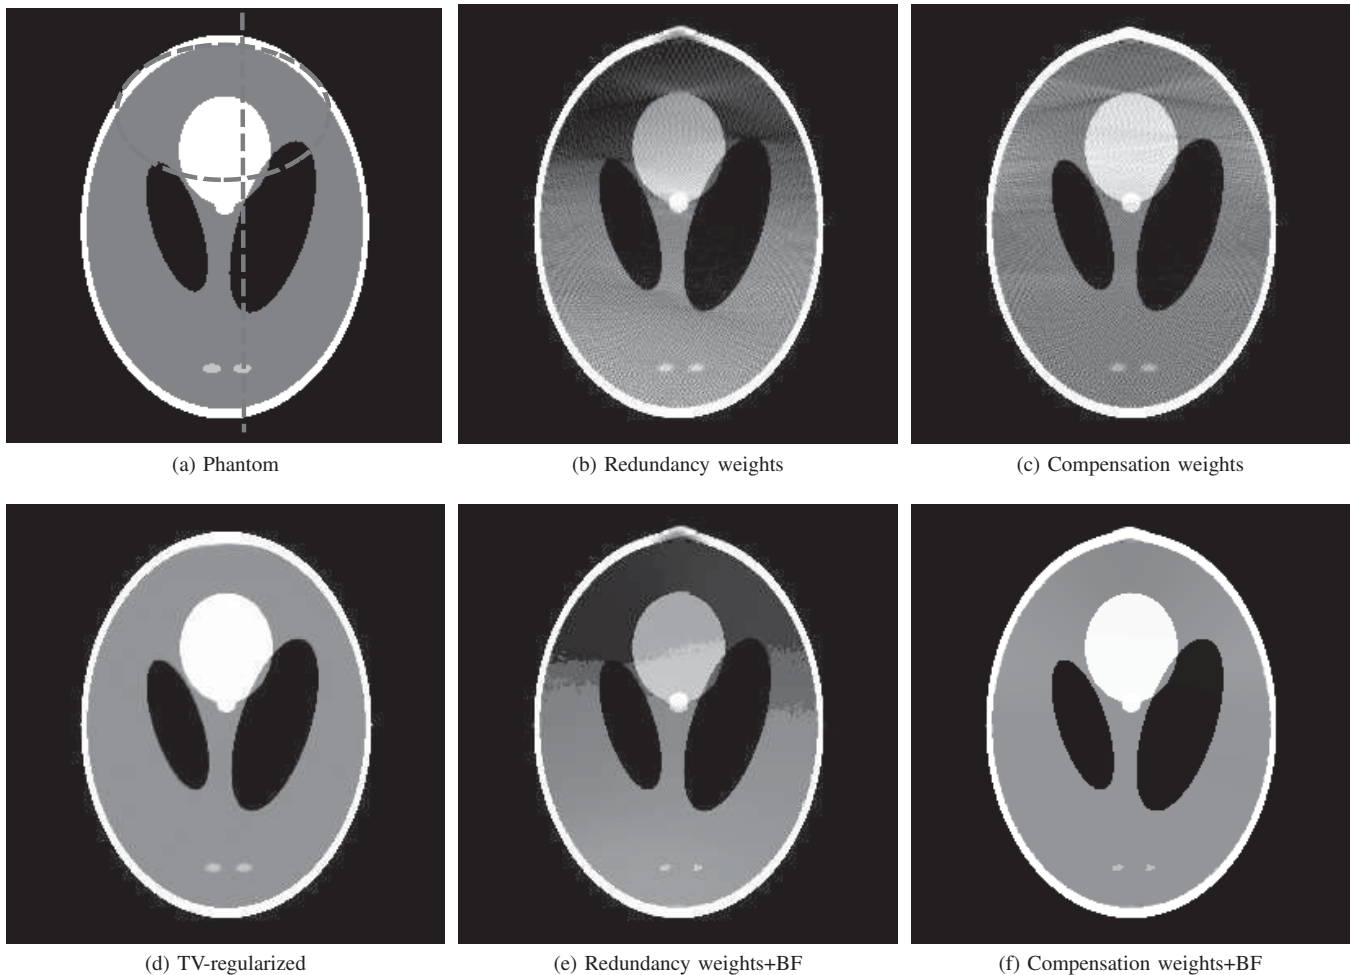 (a) Phantom
(b) Redundancy weights
(c) Compensation weights
(d) TV-regularized
(e) Redundancy weights+BF
(f) Compensation weights+BF